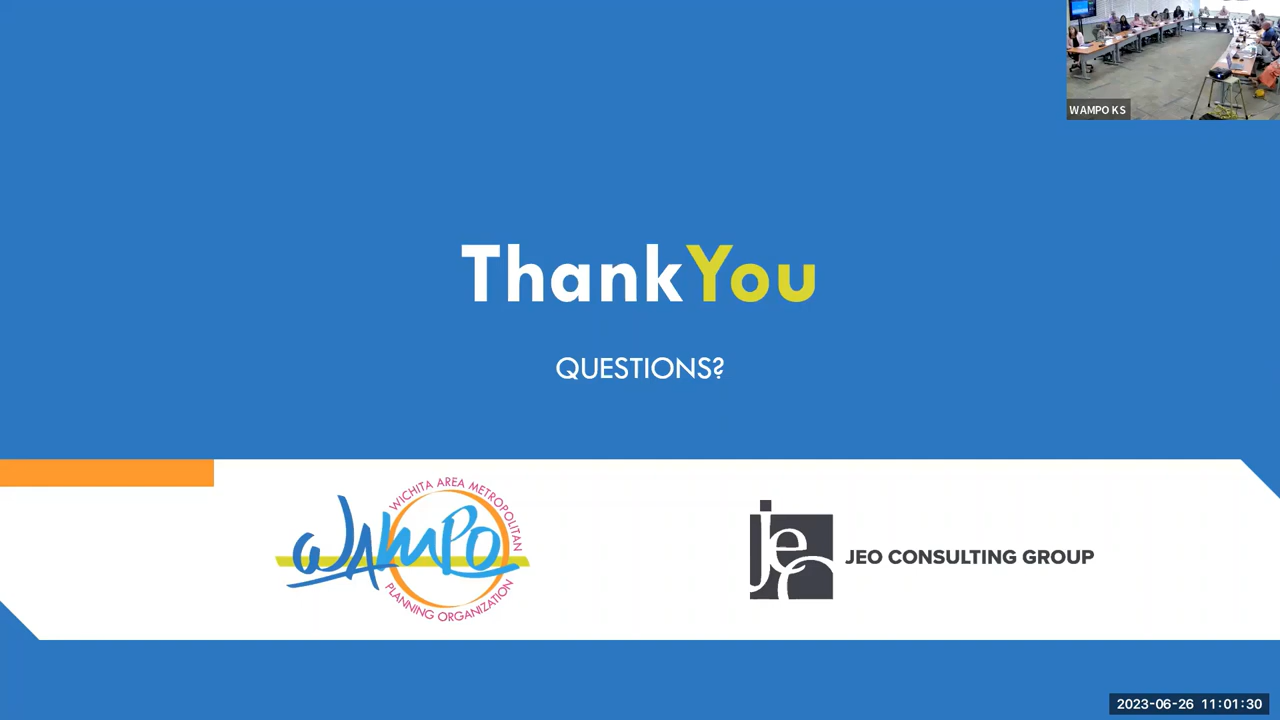 WAMPO KS
ThankYou
QUESTIONS?
WICHITA AREA METROPOLITAN
WAMPO
PLANNING ORGANIZATION
jeo
JEO CONSULTING GROUP
2023-06-26 11:01:30